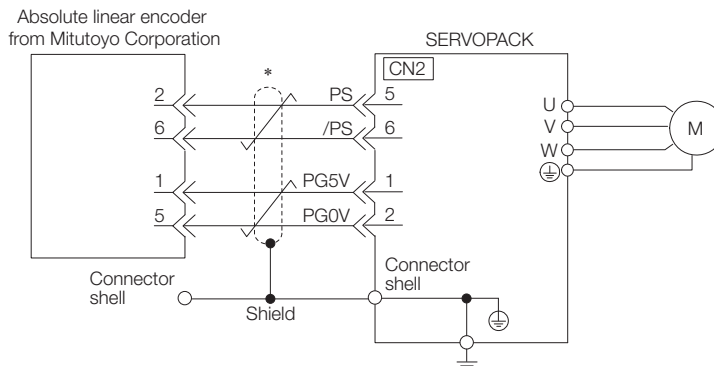 Absolute linear encoder
from Mitutoyo Corporation
SERVOPACK
CN2
*
2 PS 5
6 /PS 6
1 PG5V 1
5 PG0V 2
U
V
W
M
Connector
shell
Connector
shell
Shield